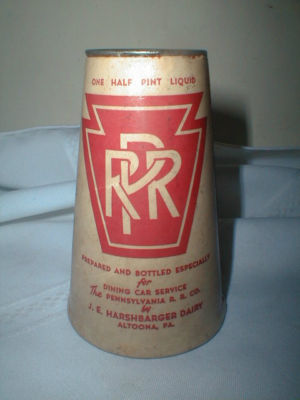 ONE HALF PINT LIQUID
PRR
PREPARED AND BOTTLED ESPECIALLY
for
DINING CAR SERVICE
The PENNSYLVANIA R. R. CO.
by
J. E. HARSHBARGER DAIRY
ALTOONA, PA.